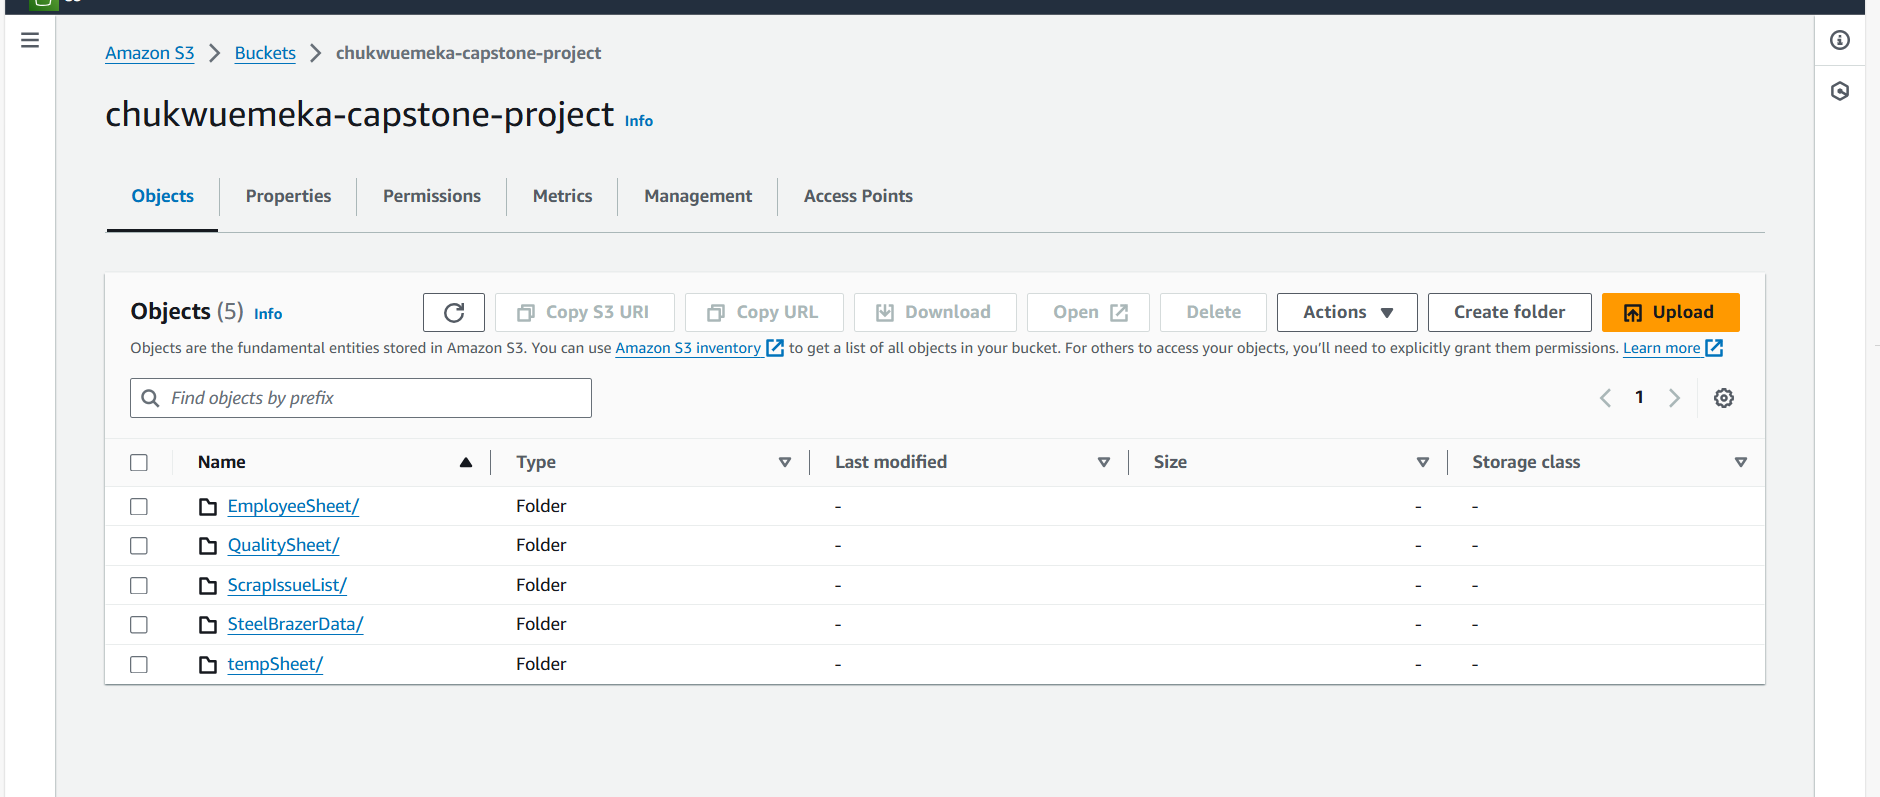 Amazon S3 > Buckets > chukwuemeka-capstone-project
chukwuemeka-capstone-project Info
Objects Properties Permissions Metrics Management Access Points
Objects (5) Info Copy S3 URI Copy URL Download Open Delete Actions Create folder Upload
Objects are the fundamental entities stored in Amazon S3. You can use Amazon S3 inventory to get a list of all objects in your bucket. For others to access your objects, you'll need to explicitly grant them permissions. Learn more
Find objects by prefix 1
Name Type Last modified Size Storage class
EmployeeSheet/ Folder - - -
QualitySheet/ Folder - - -
ScrapIssueList/ Folder - - -
SteelBrazerData/ Folder - - -
tempSheet/ Folder - - -